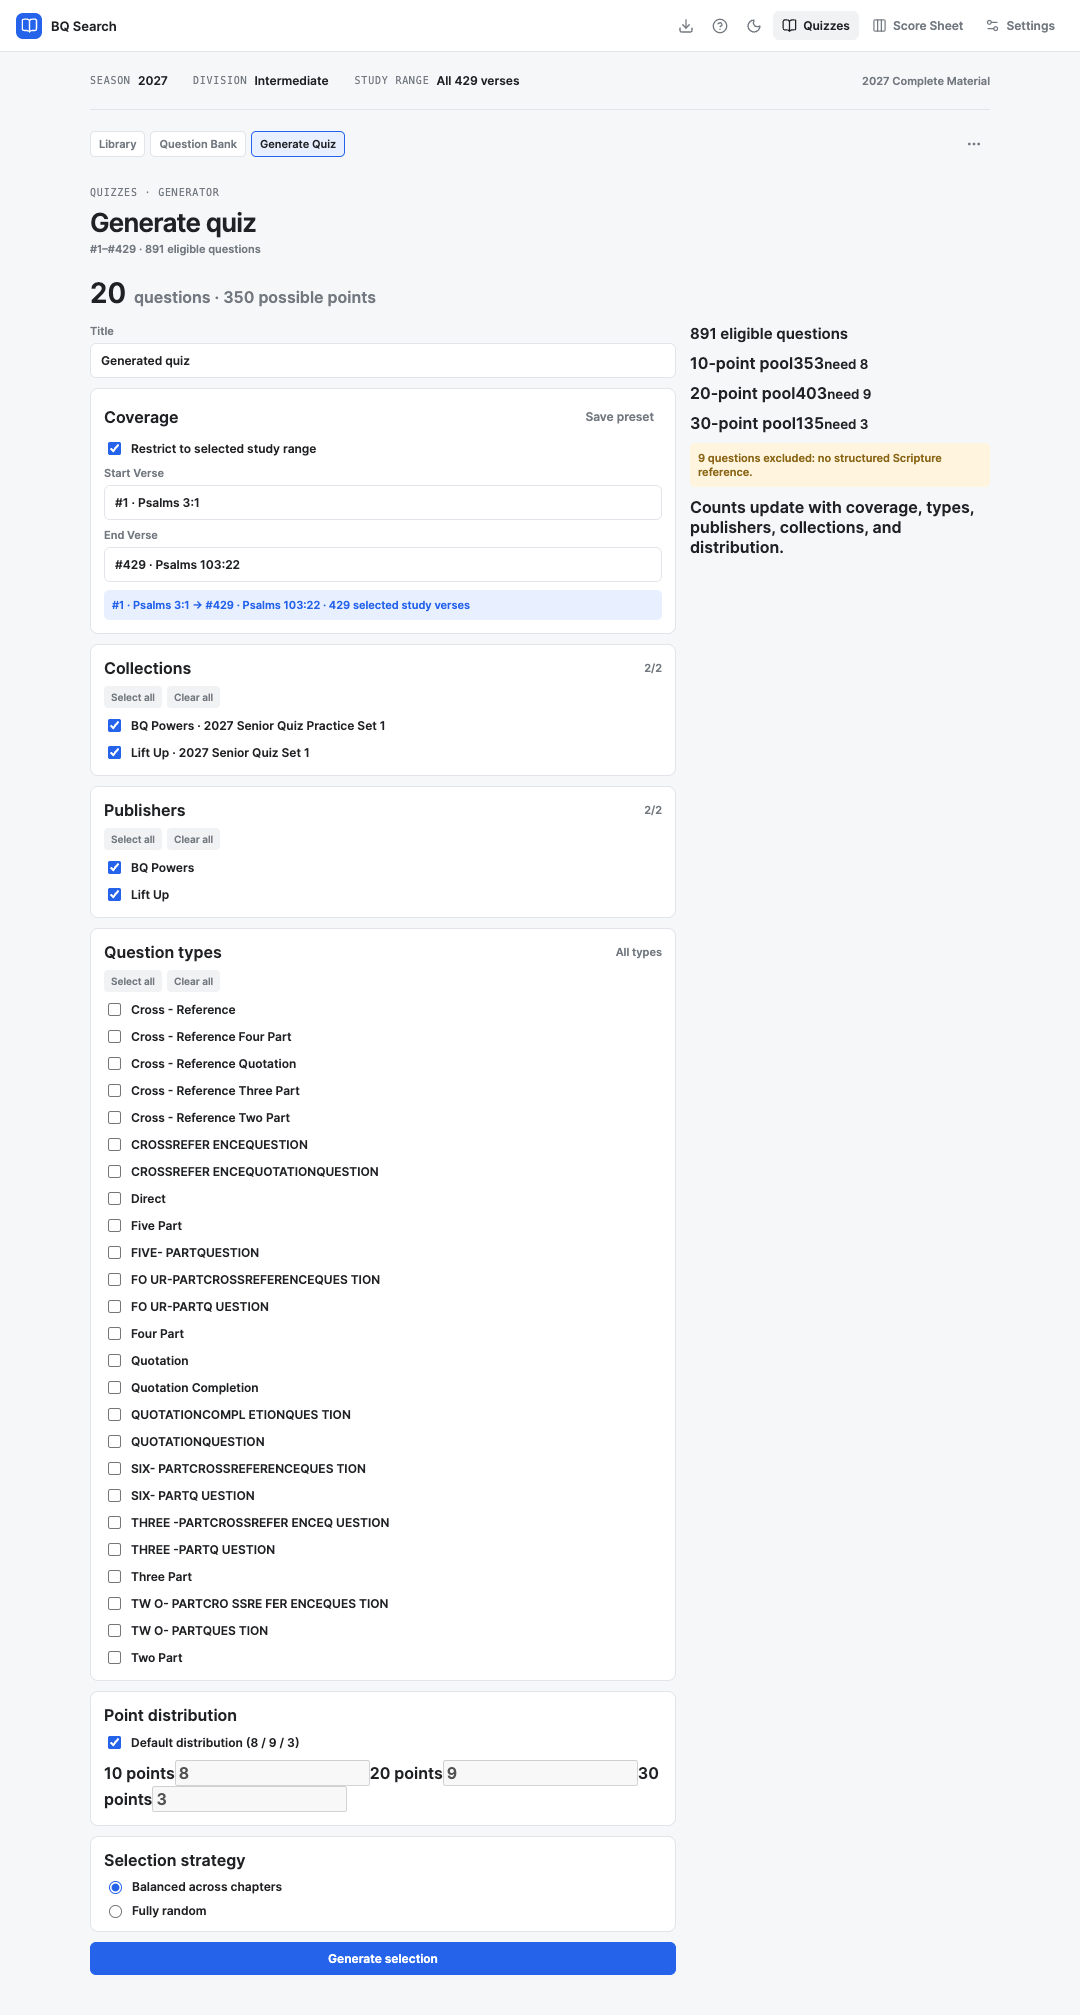 BQ Search
Quizzes
Score Sheet
Settings
SEASON 2027 DIVISION Intermediate STUDY RANGE All 429 verses
2027 Complete Material
Library
Question Bank
Generate Quiz
QUIZZES · GENERATOR
Generate quiz
#1–#429 · 891 eligible questions
20 questions · 350 possible points
Title
Generated quiz
Coverage
Save preset
Restrict to selected study range
Start Verse
#1 · Psalms 3:1
End Verse
#429 · Psalms 103:22
#1 · Psalms 3:1 → #429 · Psalms 103:22 · 429 selected study verses
Collections
2/2
Select all
Clear all
BQ Powers · 2027 Senior Quiz Practice Set 1
Lift Up · 2027 Senior Quiz Set 1
Publishers
2/2
Select all
Clear all
BQ Powers
Lift Up
Question types
All types
Select all
Clear all
Cross - Reference
Cross - Reference Four Part
Cross - Reference Quotation
Cross - Reference Three Part
Cross - Reference Two Part
CROSSREFER ENCEQUESTION
CROSSREFER ENCEQUOTATIONQUESTION
Direct
Five Part
FIVE- PARTQUESTION
FO UR-PARTCROSSREFERENCEQUES TION
FO UR-PARTQ UESTION
Four Part
Quotation
Quotation Completion
QUOTATIONCOMPL ETIONQUES TION
QUOTATIONQUESTION
SIX- PARTCROSSREFERENCEQUES TION
SIX- PARTQ UESTION
THREE -PARTCROSSREFER ENCEQ UESTION
THREE -PARTQ UESTION
Three Part
TW O- PARTCRO SSRE FER ENCEQUES TION
TW O- PARTQUES TION
Two Part
Point distribution
Default distribution (8 / 9 / 3)
10 points 8 20 points 9 30
points 3
Selection strategy
Balanced across chapters
Fully random
Generate selection
891 eligible questions
10-point pool353need 8
20-point pool403need 9
30-point pool135need 3
9 questions excluded: no structured Scripture
reference.
Counts update with coverage, types,
publishers, collections, and
distribution.